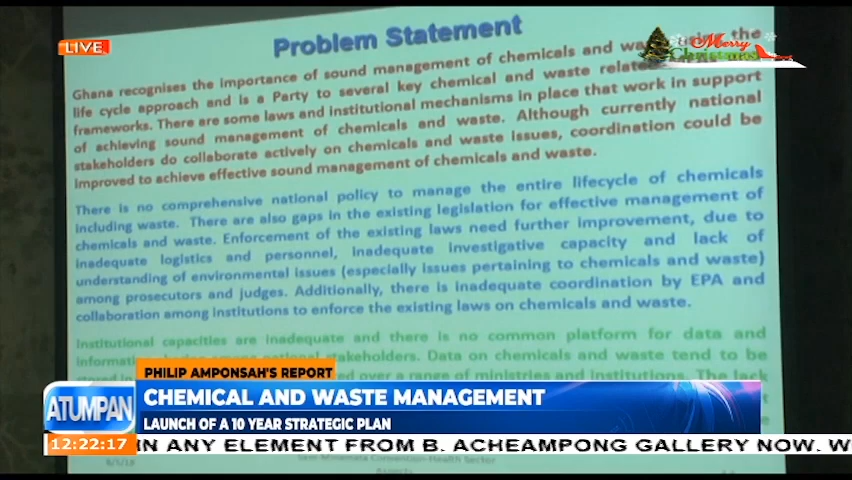 LIVE
Merry
Christmas
Problem Statement
Ghana recognises the importance of sound management of chemicals and the
life cycle approach and is a Party to several key chemical and waste
frameworks. There are some laws and institutional mechanisms in place that work in support
of achieving sound management of chemicals and waste. Although currently national
stakeholders do collaborate actively on chemicals and waste issues, coordination could be
Improved to achieve effective sound management of chemicals and waste.
There is no comprehensive national policy to manage the entire lifecycle of chemicals
including waste. There are also gaps in the existing legislation for effective management of
chemicals and waste. Enforcement of the existing laws need further improvement, due to
inadequate logistics and personnel, inadequate investigative capacity and lack of
understanding of environmental issues (especially issues pertaining to chemicals and waste)
among prosecutors and judges. Additionally, there is inadequate coordination by EPA and
collaboration among institutions to enforce the existing laws on chemicals and waste.
Institutional capacities are inadequate and there is no common platform for data and
stakeholders. Data on chemicals and waste tend to be
over a range of ministries and institutions. The lack
PHILIP AMPONSAH'S REPORT
CHEMICAL AND WASTE MANAGEMENT
ATUMPAN
LAUNCH OF A 10 YEAR STRATEGIC PLAN
12:22:17 IN ANY ELEMENT FROM B. ACHEAMPONG GALLERY NOW. W